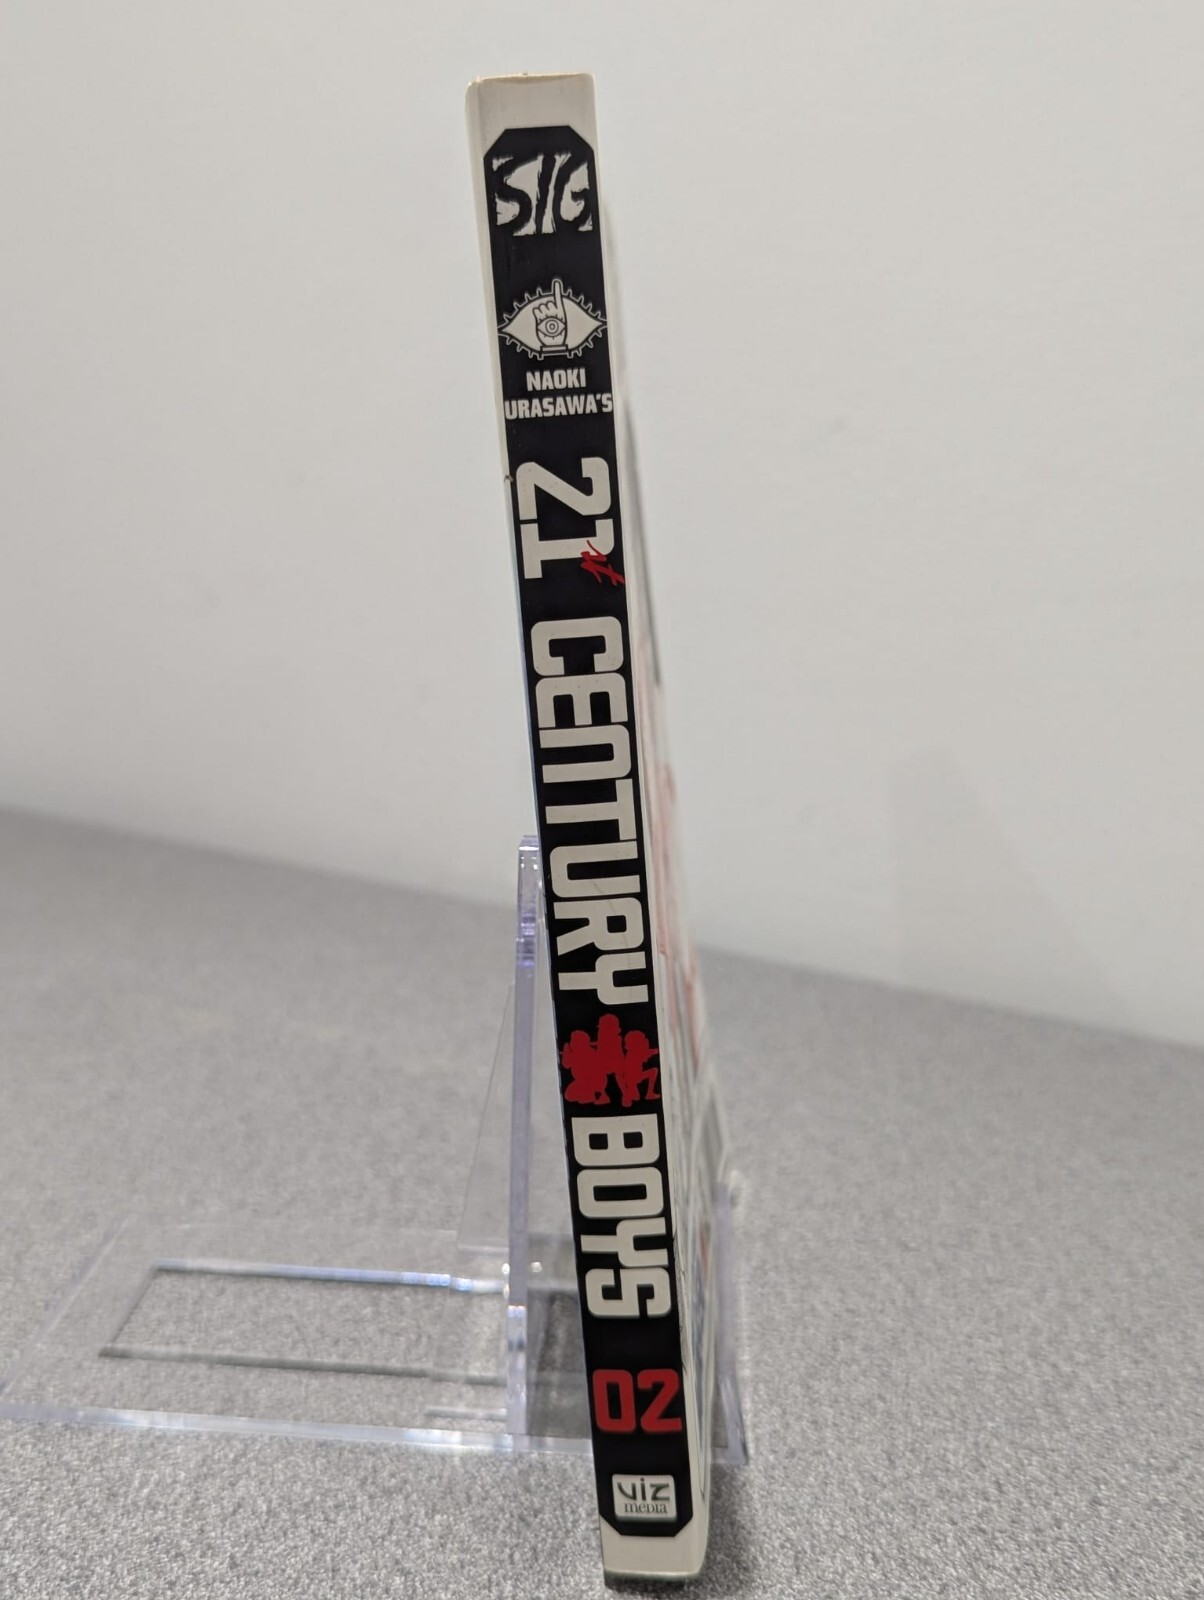 SIG
NAOKI
URASAWA'S
21st CENTURY BOYS
02
VIZ
media